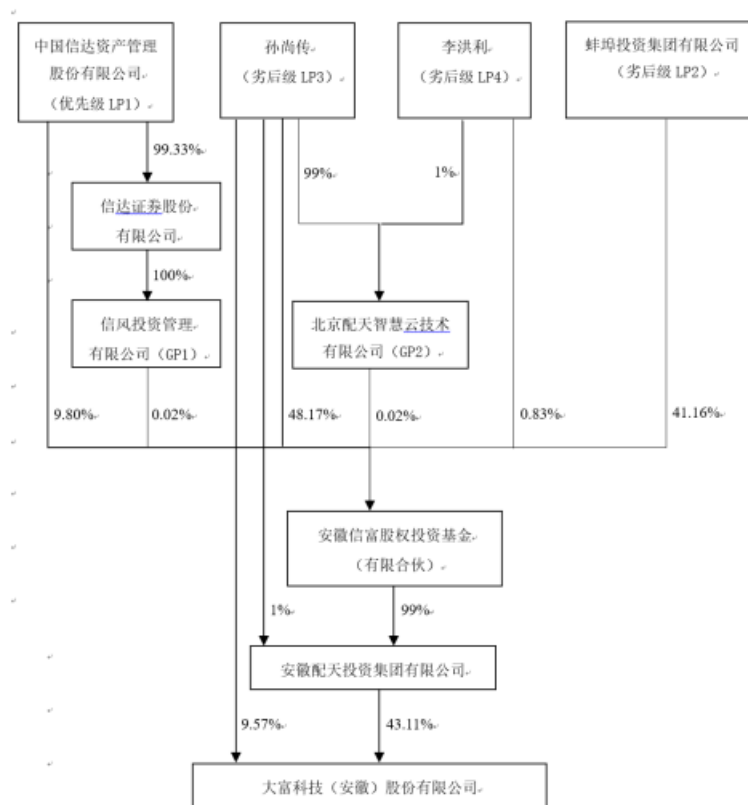 中国信达资产管理
股份有限公司
（优先级 LP1）
孙尚传
（劣后级 LP3）
李洪利
（劣后级 LP4）
蚌埠投资集团有限公司
（劣后级 LP2）
99.33%
99%
1%
信达证券股份
有限公司
100%
信风投资管理
有限公司（GP1）
北京配天智慧云技术
有限公司（GP2）
9.80%
0.02%
48.17%
0.02%
0.83%
41.16%
安徽信富股权投资基金
（有限合伙）
1%
99%
安徽配天投资集团有限公司
9.57%
43.11%
大富科技（安徽）股份有限公司